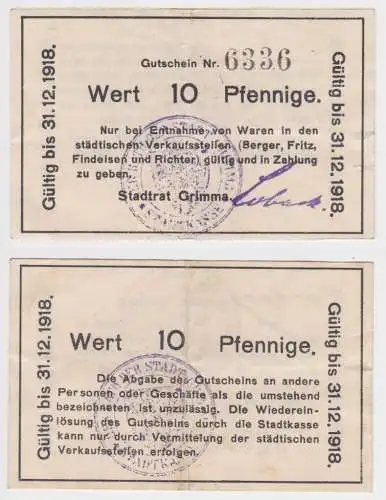 Gutschein Nr. 6336
Wert 10 Pfennige.
Nur bei Entnahme von Waren in den
städtischen Verkaufsstellen (Berger, Fritz,
Findeisen und Richter) gültig und in Zahlung
zu geben.
Stadtrat Grimma.
Gültig bis 31.12.1918.
Gültig bis 31.12.1918.
Wert 10 Pfennige.
Die Abgabe des Gutscheins an andere
Personen oder Geschäfte als die umstehend
bezeichneten ist unzulässig. Die Wiederein-
lösung des Gutscheins durch die Stadtkasse
kann nur durch Vermittelung der städtischen
Verkaufsstellen erfolgen.
Gültig bis 31.12.1918.
Gültig bis 31.12.1918.